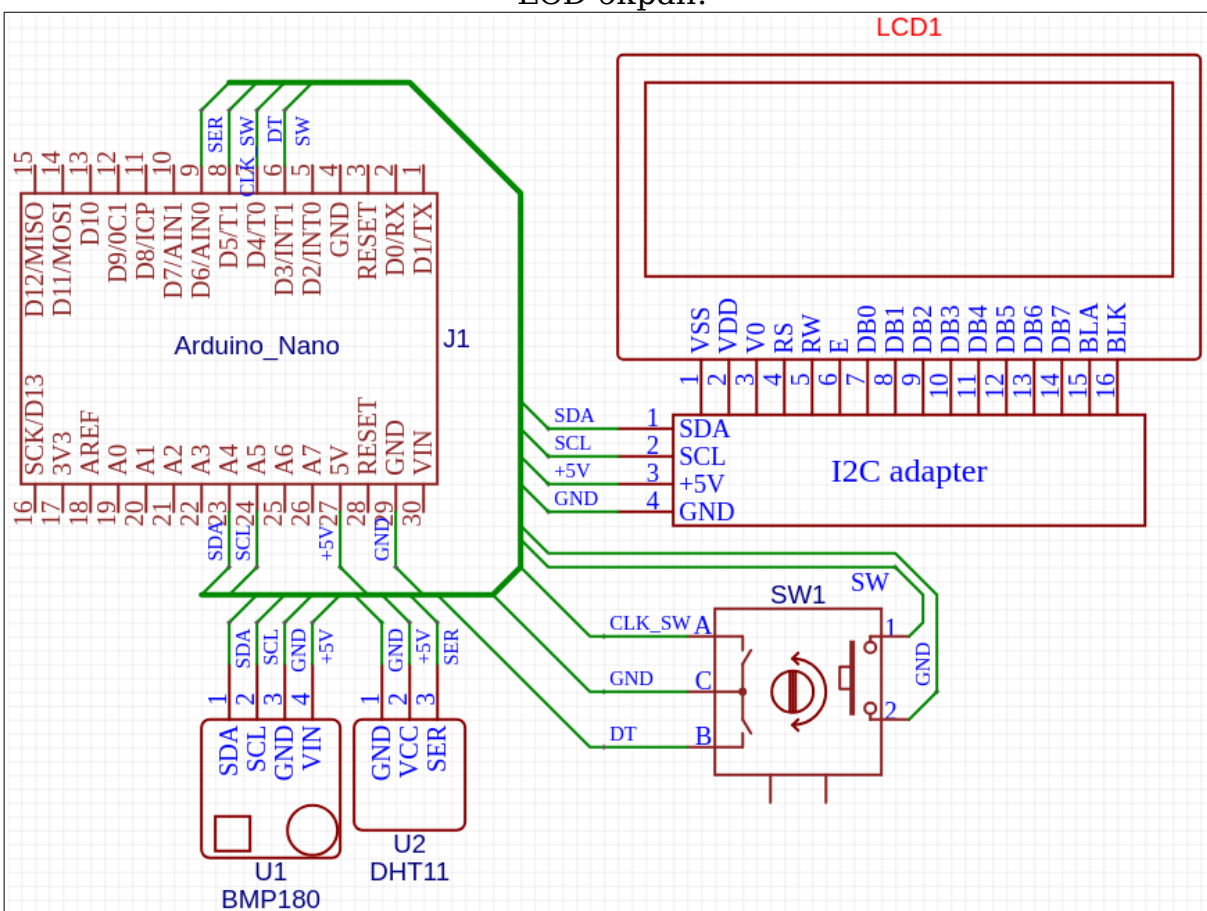 LCD экран.
LCD1
SER
CLK_SW
DT
SW
15 14 13 12 11 10 9 8 7 6 5 4 3 2 1
D12/MISO
D11/MOSI
D10
D9/0C1
D8/ICP
D7/AIN1
D6/AIN0
D5/T1
D4/T0
D3/INT1
D2/INT0
GND
RESET
D0/RX
D1/TX
Arduino_Nano
J1
SCK/D13
3V3
AREF
A0
A1
A2
A3
A4
A5
A6
A7
5V
RESET
GND
VIN
16 17 18 19 20 21 22 23 24 25 26 27 28 29 30
SDA
SCL
+5V
GND
VSS
VDD
V0
RS
RW
E
DB0
DB1
DB2
DB3
DB4
DB5
DB6
DB7
BLA
BLK
1 2 3 4 5 6 7 8 9 10 11 12 13 14 15 16
SDA 1 SDA
SCL 2 SCL
+5V 3 +5V
GND 4 GND
I2C adapter
SW
SW1
CLK_SW A
GND C
DT B
1
GND
2
SDA
SCL
GND
+5V
1 2 3 4
SDA
SCL
GND
VIN
U1
BMP180
GND
+5V
SER
1 2 3
GND
VCC
SER
U2
DHT11